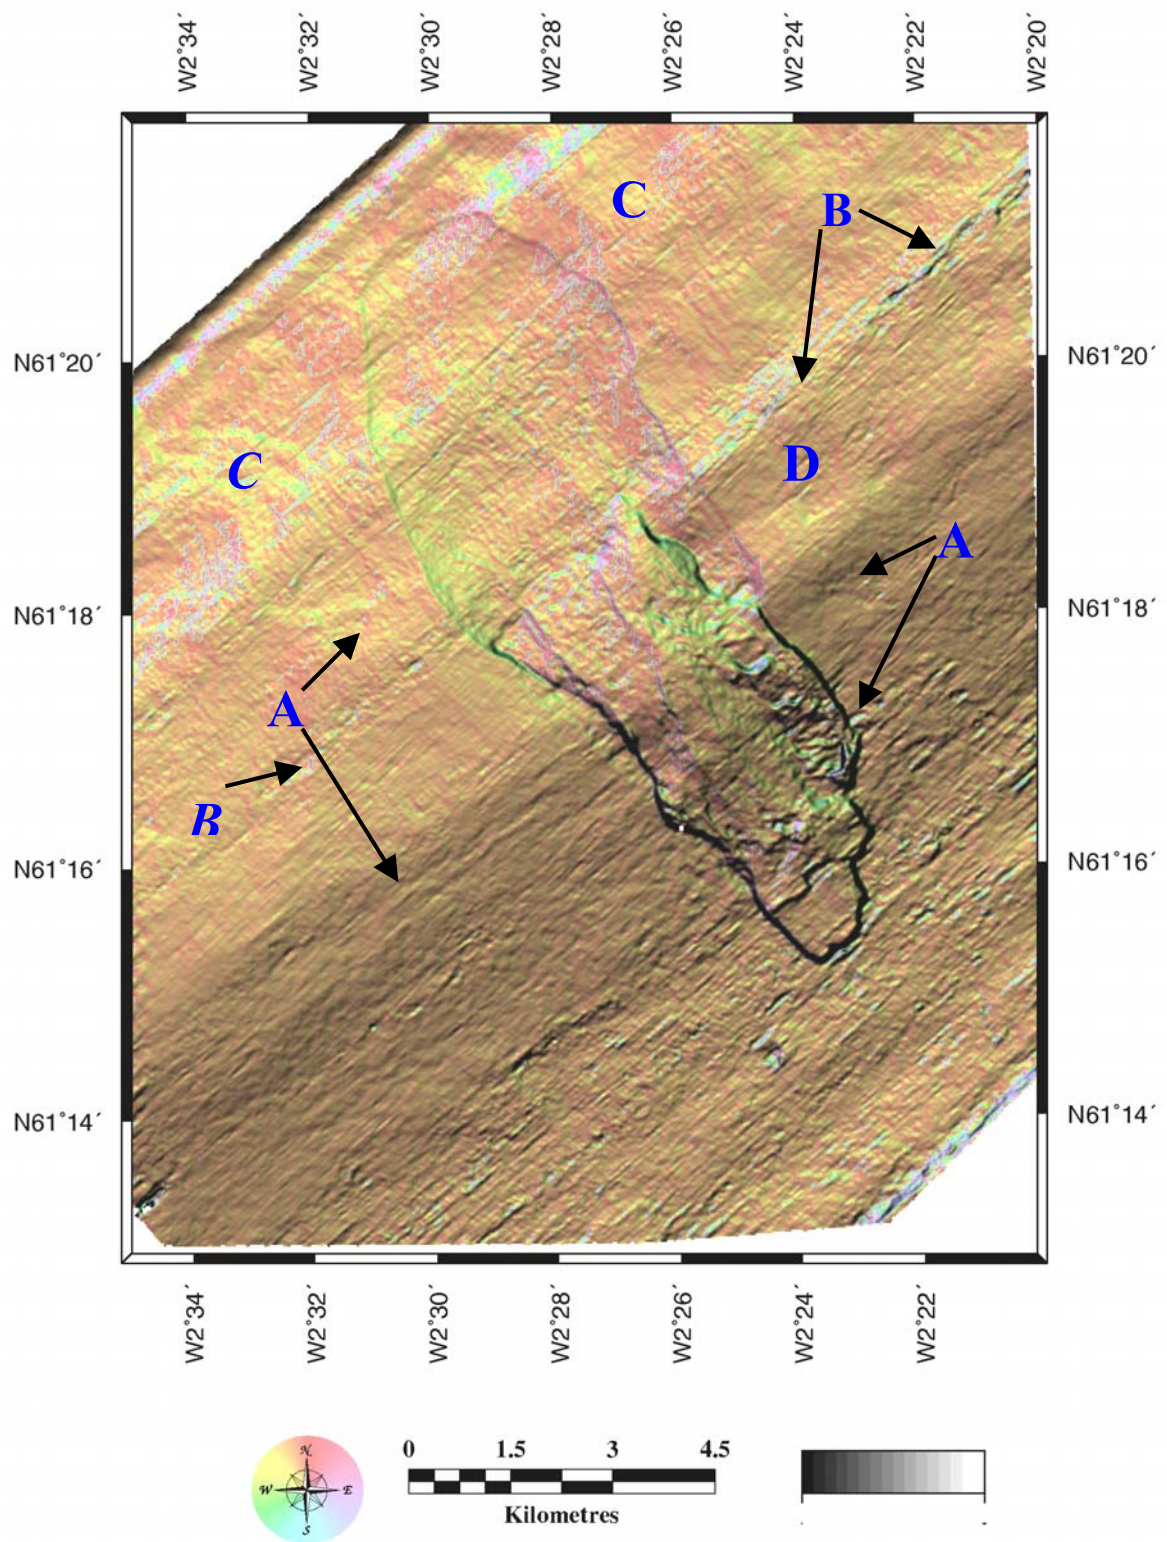 W2°34´ W2°32´ W2°30´ W2°28´ W2°26´ W2°24´ W2°22´ W2°20´
C
B
N61°20´ N61°20´
C
D
A
N61°18´ N61°18´
A
B
N61°16´ N61°16´
N61°14´ N61°14´
W2°34´ W2°32´ W2°30´ W2°28´ W2°26´ W2°24´ W2°22´
0 1.5 3 4.5
N
W E
S
Kilometres